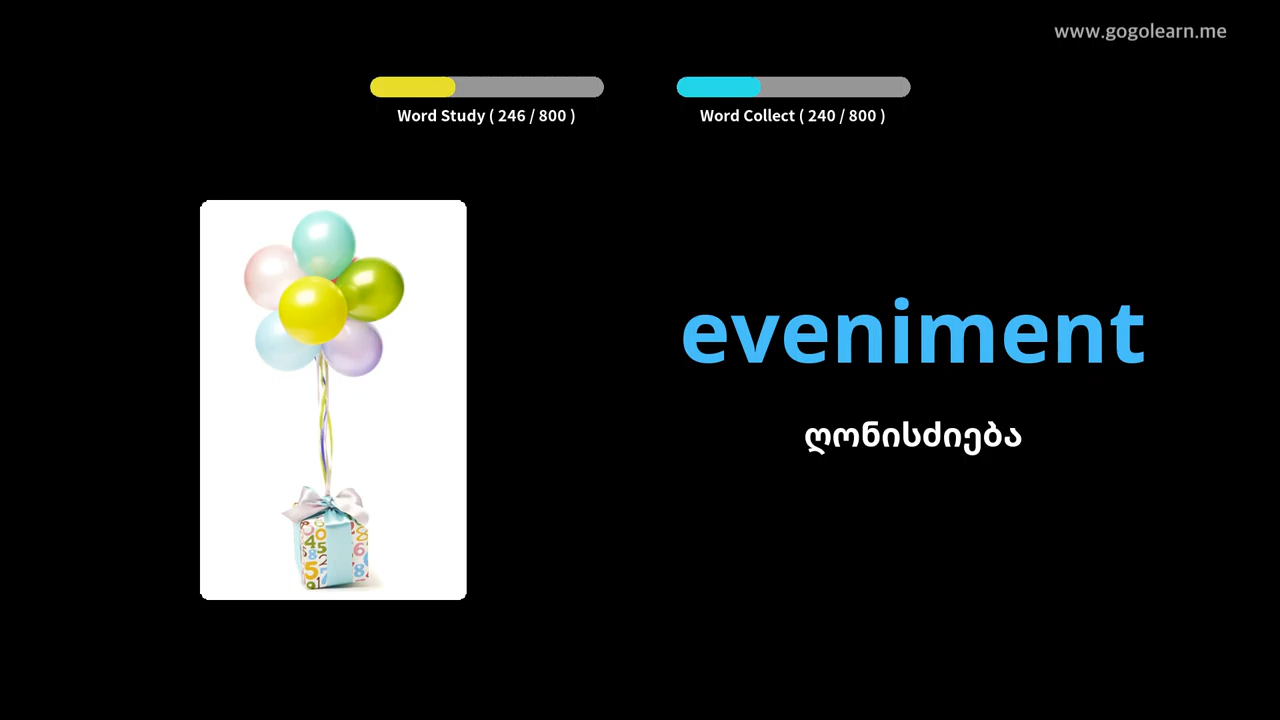 www.gogolearn.me
Word Study ( 246 / 800 )
Word Collect ( 240 / 800 )
eveniment
ღონისძიება